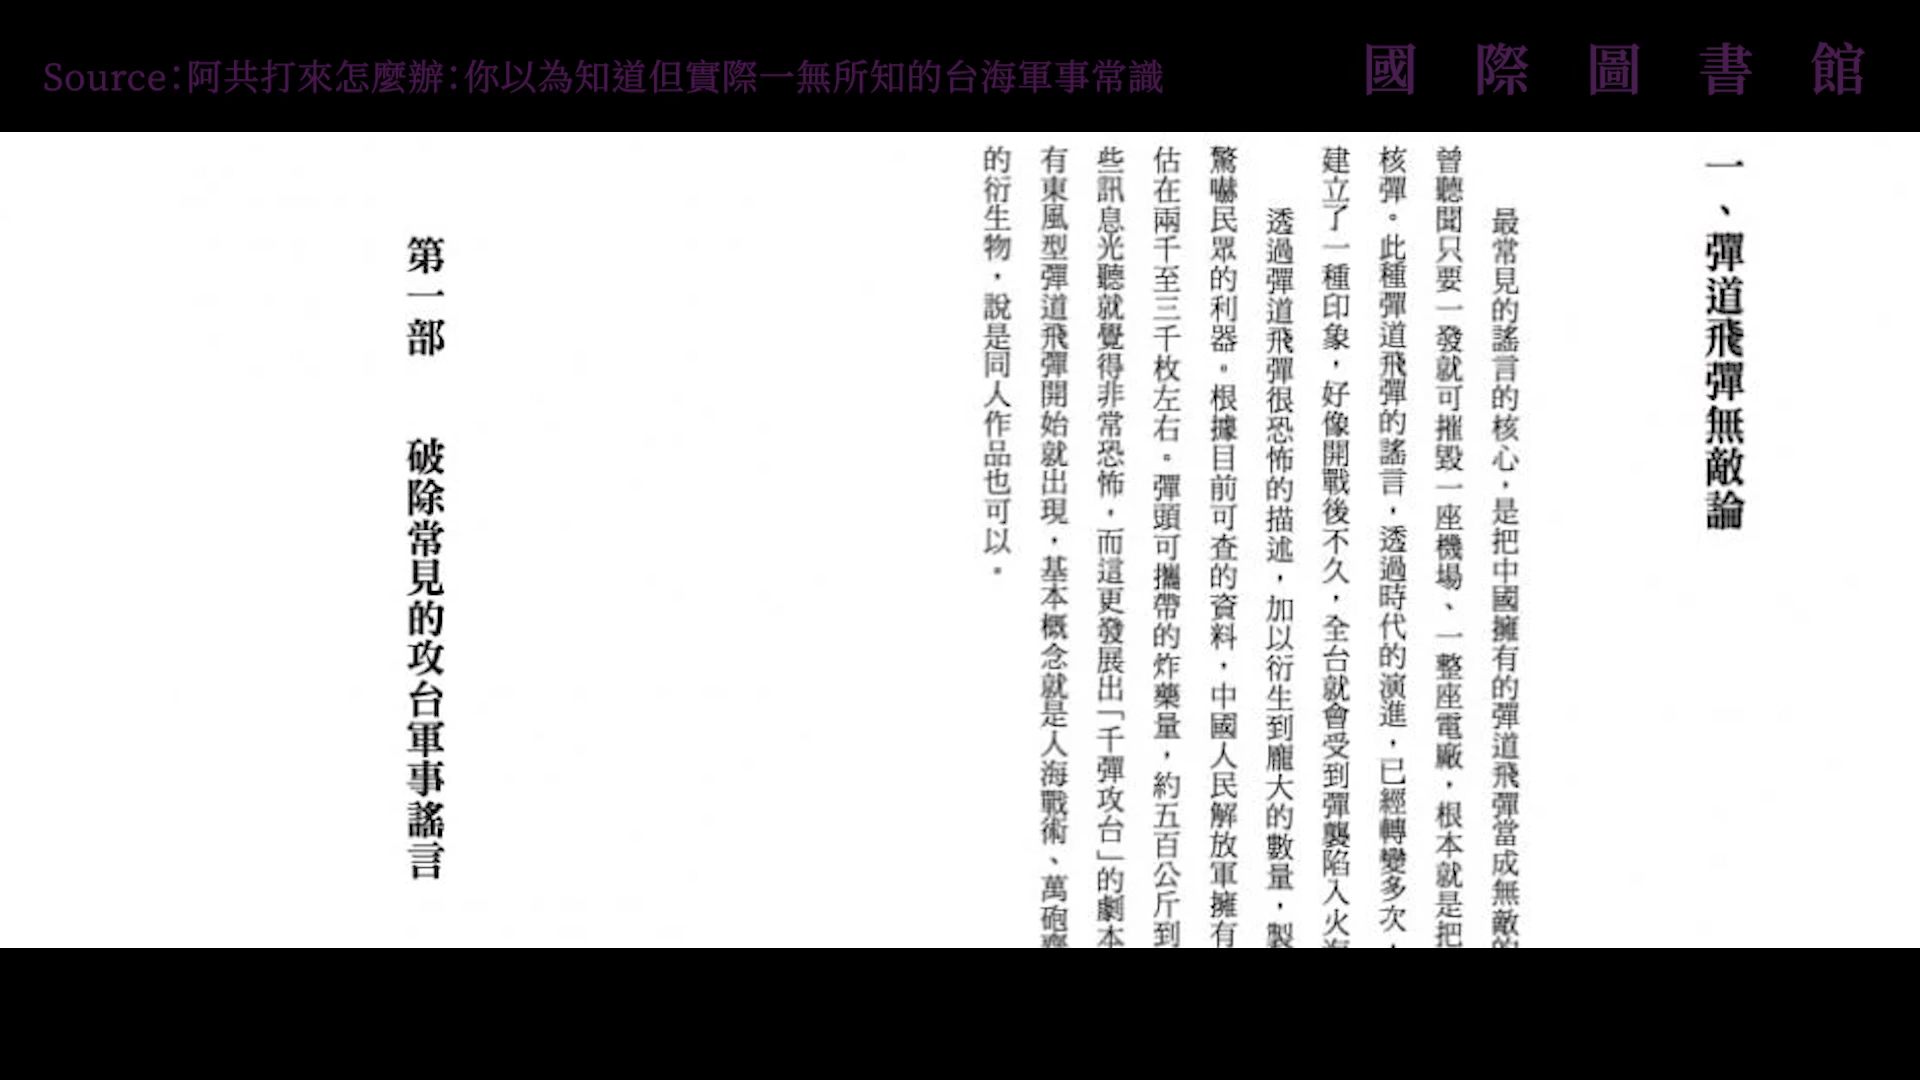 Source:阿共打來怎麼辦:你以為知道但實際一無所知的台海軍事常識
國際圖書館
一、彈道飛彈無敵論
最常見的謠言的核心，是把中國擁有的彈道飛彈當成無敵的
曾聽聞只要一發就可摧毀一座機場、一整座電廠，根本就是把
核彈。此種彈道飛彈的謠言，透過時代的演進，已經轉變多次，
建立了一種印象，好像開戰後不久，全台就會受到彈襲陷入火海
透過彈道飛彈很恐怖的描述，加以衍生到龐大的數量，製
驚嚇民眾的利器。根據目前可查的資料，中國人民解放軍擁有
估在兩千至三千枚左右。彈頭可攜帶的炸藥量，約五百公斤到
些訊息光聽就覺得非常恐怖，而這更發展出「千彈攻台」的劇本
有東風型彈道飛彈開始就出現，基本概念就是人海戰術、萬砲齊
的衍生物，說是同人作品也可以。
第一部 破除常見的攻台軍事謠言